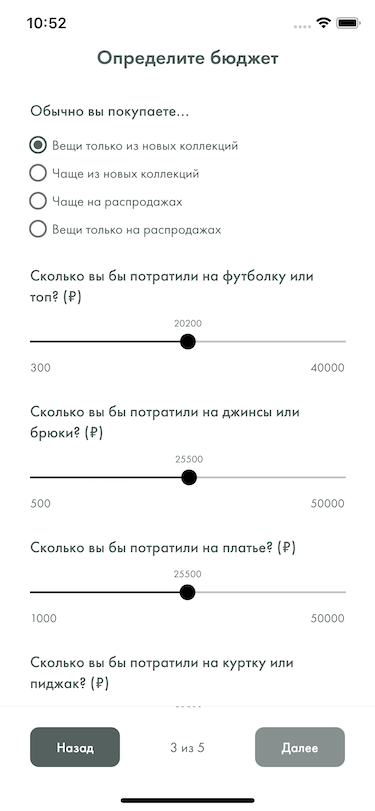 10:52
Определите бюджет
Обычно вы покупаете...
Вещи только из новых коллекций
Чаще из новых коллекций
Чаще на распродажах
Вещи только на распродажах
Сколько вы бы потратили на футболку или
топ? (₽)
20200
300 40000
Сколько вы бы потратили на джинсы или
брюки? (₽)
25500
500 50000
Сколько вы бы потратили на платье? (₽)
25500
1000 50000
Сколько вы бы потратили на куртку или
пиджак? (₽)
Назад 3 из 5 Далее